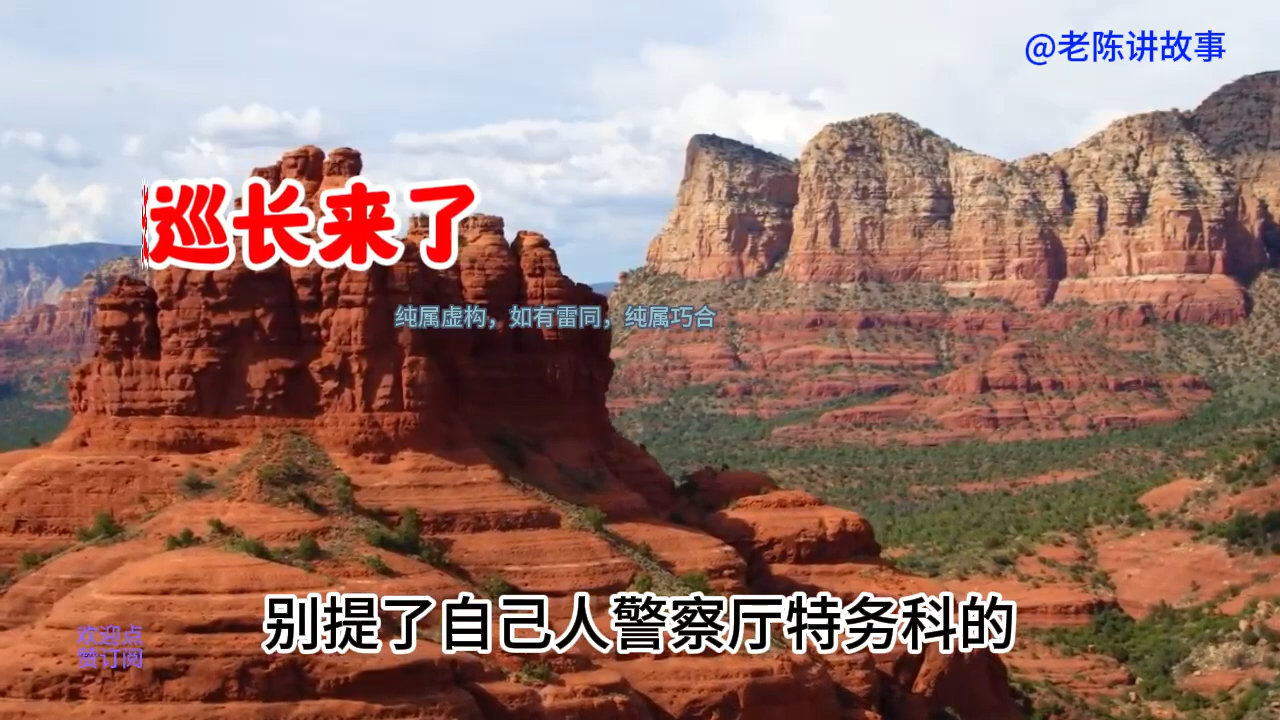 @老陈讲故事
巡长来了
纯属虚构，如有雷同，纯属巧合
别提了自己人警察厅特务科的
欢迎点
赞订阅